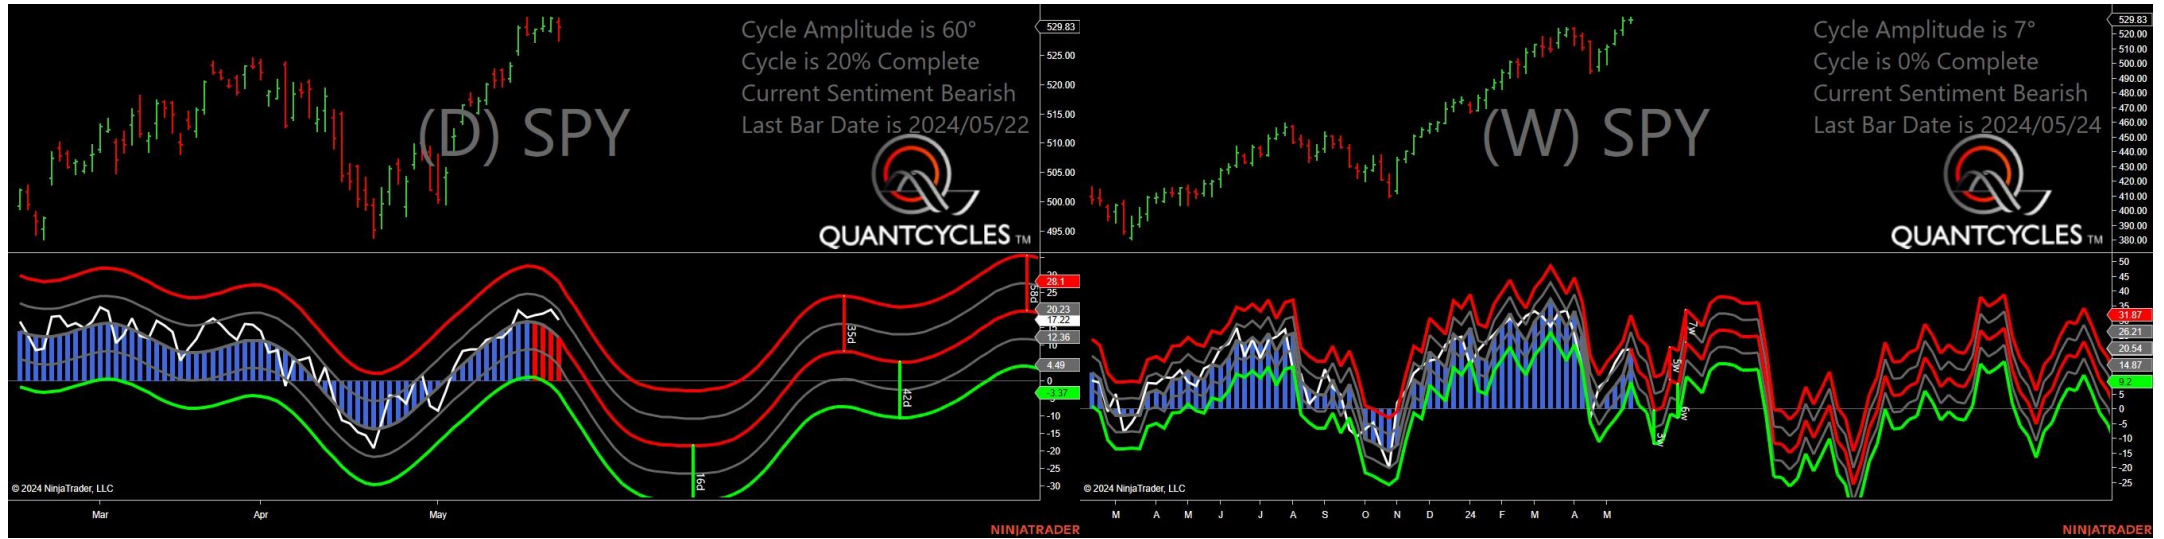 Cycle Amplitude is 60°
Cycle is 20% Complete
Current Sentiment Bearish
Last Bar Date is 2024/05/22
(D) SPY
QUANTCYCLES TM
529.83
525.00
520.00
515.00
510.00
505.00
500.00
495.00
28.1
25
20.23
17.22
12.36
10
4.49
0
-3.37
-10
-15
-20
-25
-30
35d
42d
16d
58d
© 2024 NinjaTrader, LLC
Mar Apr May
NINJATRADER
Cycle Amplitude is 7°
Cycle is 0% Complete
Current Sentiment Bearish
Last Bar Date is 2024/05/24
(W) SPY
QUANTCYCLES TM
529.83
520.00
510.00
500.00
490.00
480.00
470.00
460.00
450.00
440.00
430.00
420.00
410.00
400.00
390.00
380.00
50
45
40
35
31.87
26.21
20.54
14.87
9.2
5
0
-5
-10
-15
-20
-25
7w
5w
6w
3w
© 2024 NinjaTrader, LLC
M A M J J A S O N D 24 F M A M
NINJATRADER